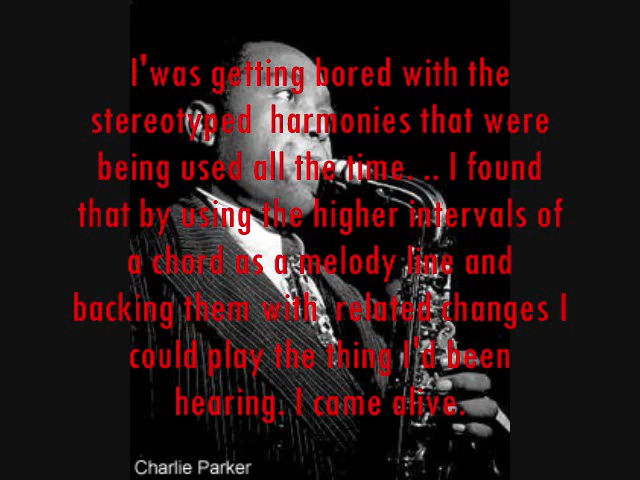 I'was getting bored with the
stereotyped harmonies that were
being used all the time. .. I found
that by using the higher intervals of
a chord as a melody line and
backing them with related changes I
could play the thing I'd been
hearing. I came alive.
Charlie Parker